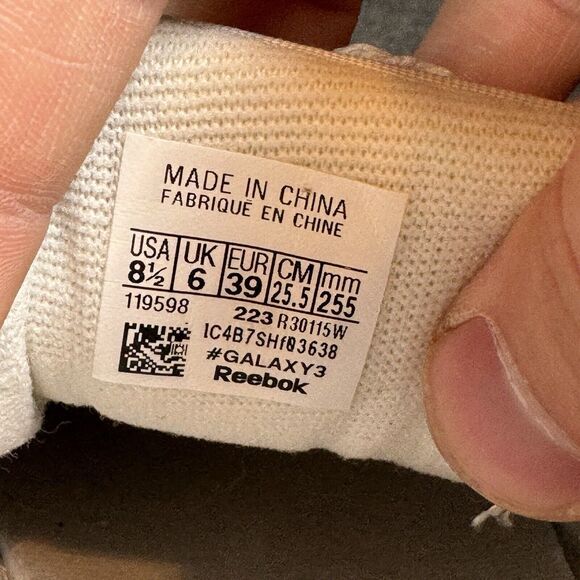 MADE IN CHINA
FABRIQUÉ EN CHINE
USA UK EUR CM mm
8½ 6 39 25.5 255
119598 223 R30115W
IC4B7SHf03638
#GALAXY3
Reebok